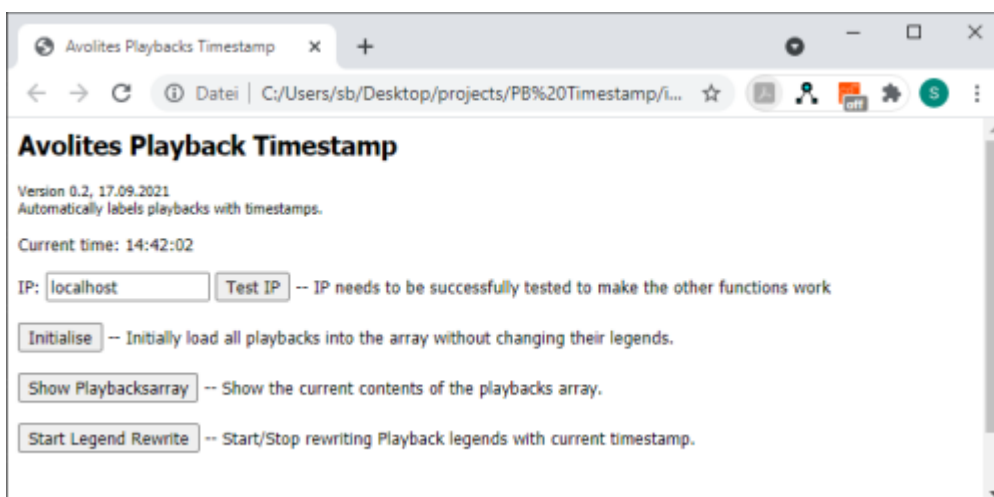 Avolites Playbacks Timestamp
Datei | C:/Users/sb/Desktop/projects/PB%20Timestamp/i...
off
S
Avolites Playback Timestamp
Version 0.2, 17.09.2021
Automatically labels playbacks with timestamps.
Current time: 14:42:02
IP: localhost Test IP -- IP needs to be successfully tested to make the other functions work
Initialise -- Initially load all playbacks into the array without changing their legends.
Show Playbacksarray -- Show the current contents of the playbacks array.
Start Legend Rewrite -- Start/Stop rewriting Playback legends with current timestamp.